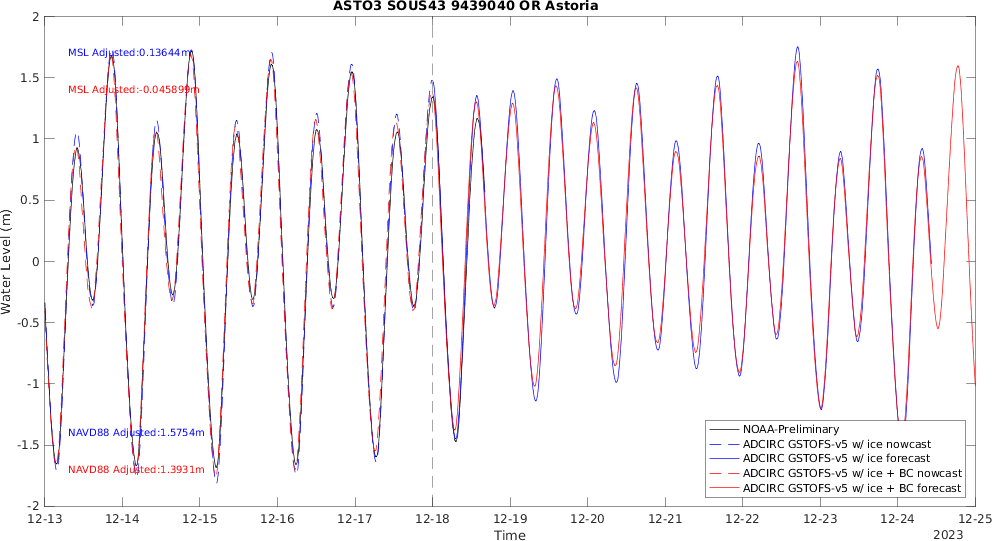 ASTO3 SOUS43 9439040 OR Astoria
MSL Adjusted:0.13644m
MSL Adjusted:-0.045899m
NAVD88 Adjusted:1.5754m
NAVD88 Adjusted:1.3931m
Water Level (m)
2
1.5
1
0.5
0
-0.5
-1
-1.5
-2
NOAA-Preliminary
ADCIRC GSTOFS-v5 w/ ice nowcast
ADCIRC GSTOFS-v5 w/ ice forecast
ADCIRC GSTOFS-v5 w/ ice + BC nowcast
ADCIRC GSTOFS-v5 w/ ice + BC forecast
12-13 12-14 12-15 12-16 12-17 12-18 12-19 12-20 12-21 12-22 12-23 12-24 12-25
Time
2023